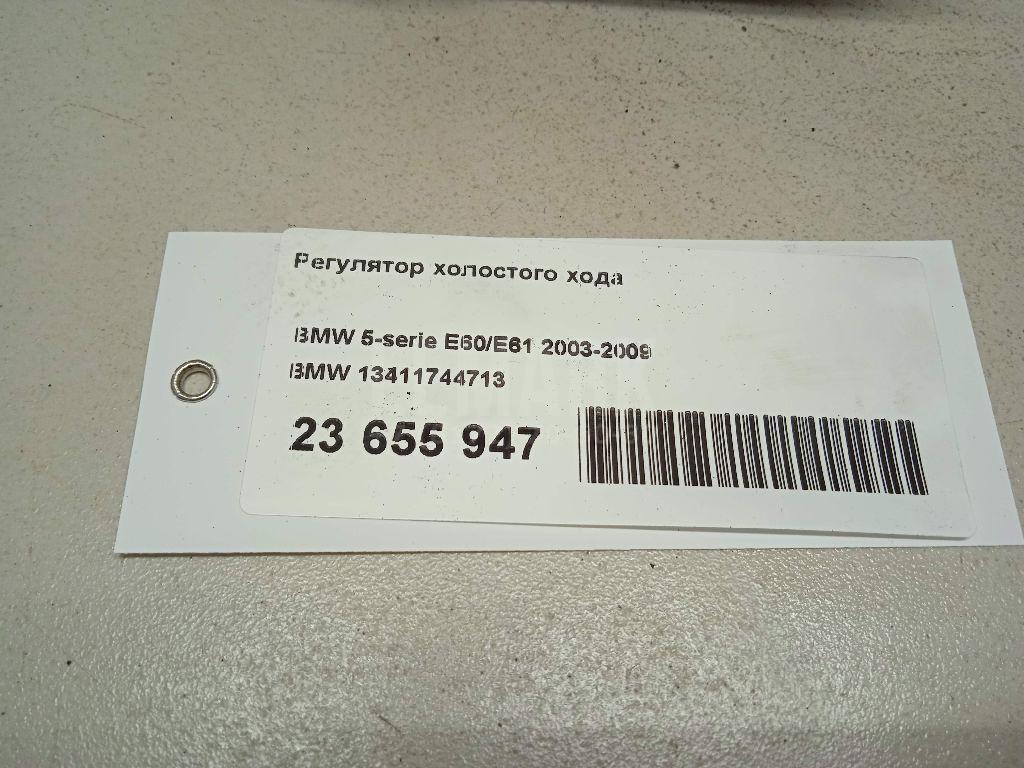 Регулятор холостого хода
BMW 5-serie E60/E61 2003-2009
BMW 13411744713
23 655 947